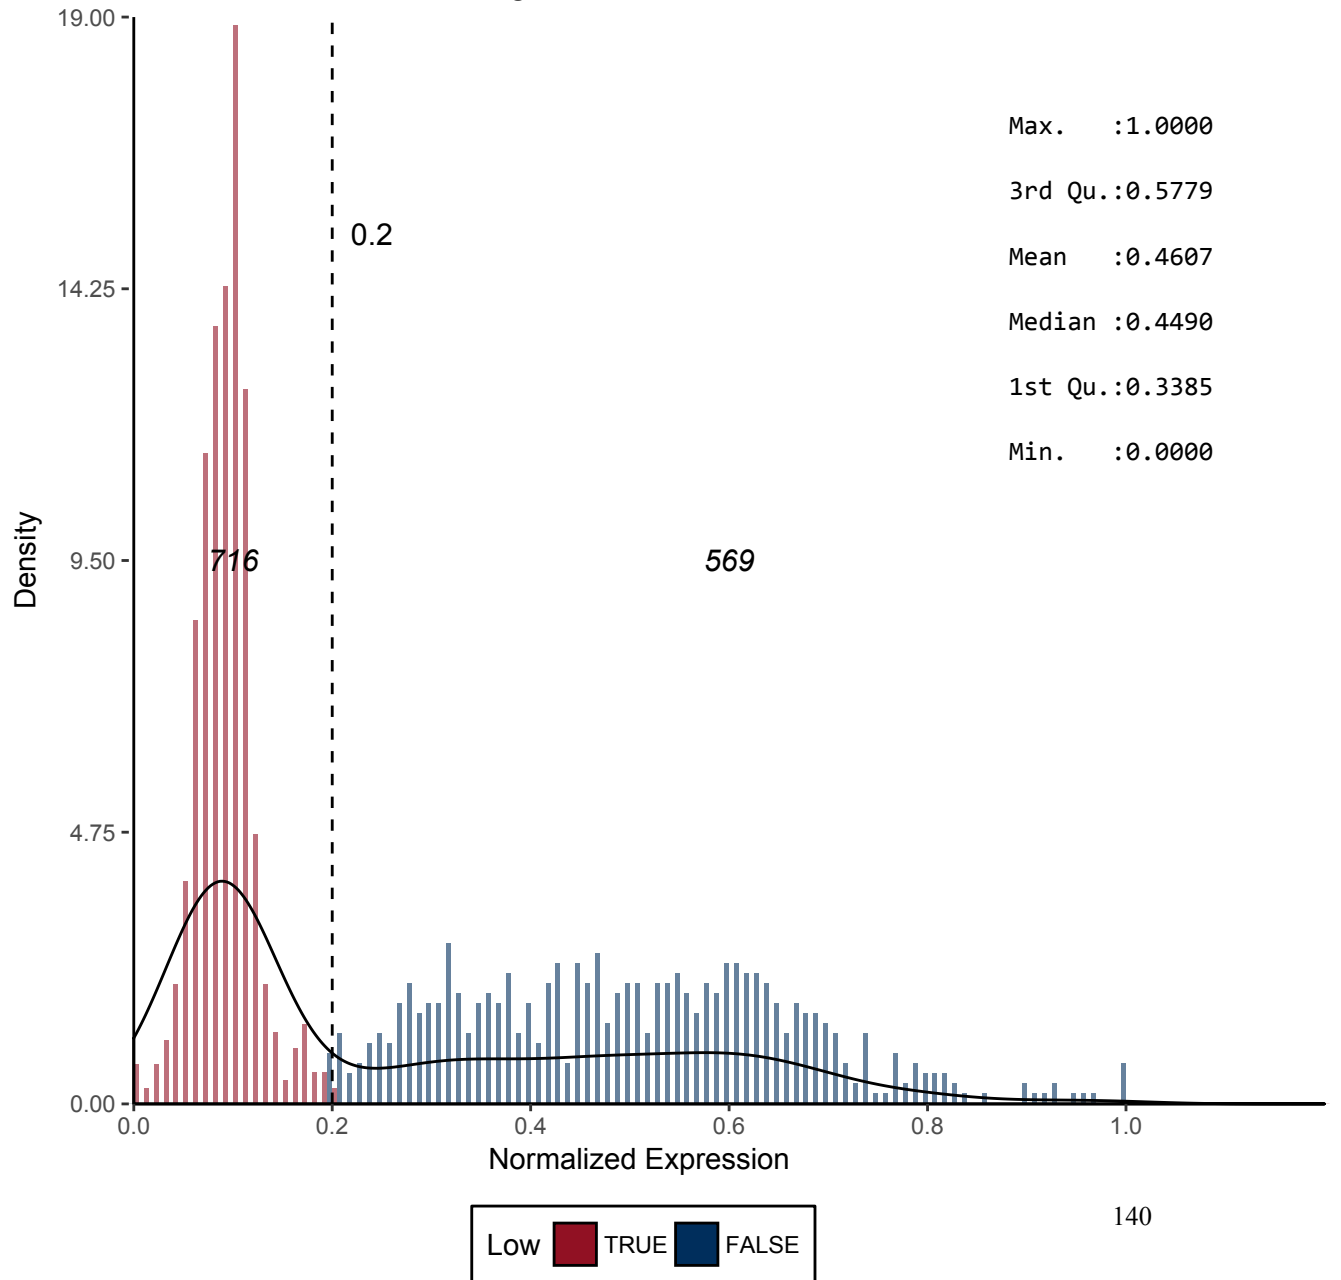 19.00
14.25
9.50
4.75
0.00
Density
0.2
716
569
Max.   :1.0000
3rd Qu.:0.5779
Mean   :0.4607
Median :0.4490
1st Qu.:0.3385
Min.   :0.0000
0.0 0.2 0.4 0.6 0.8 1.0
Normalized Expression
Low TRUE FALSE
140